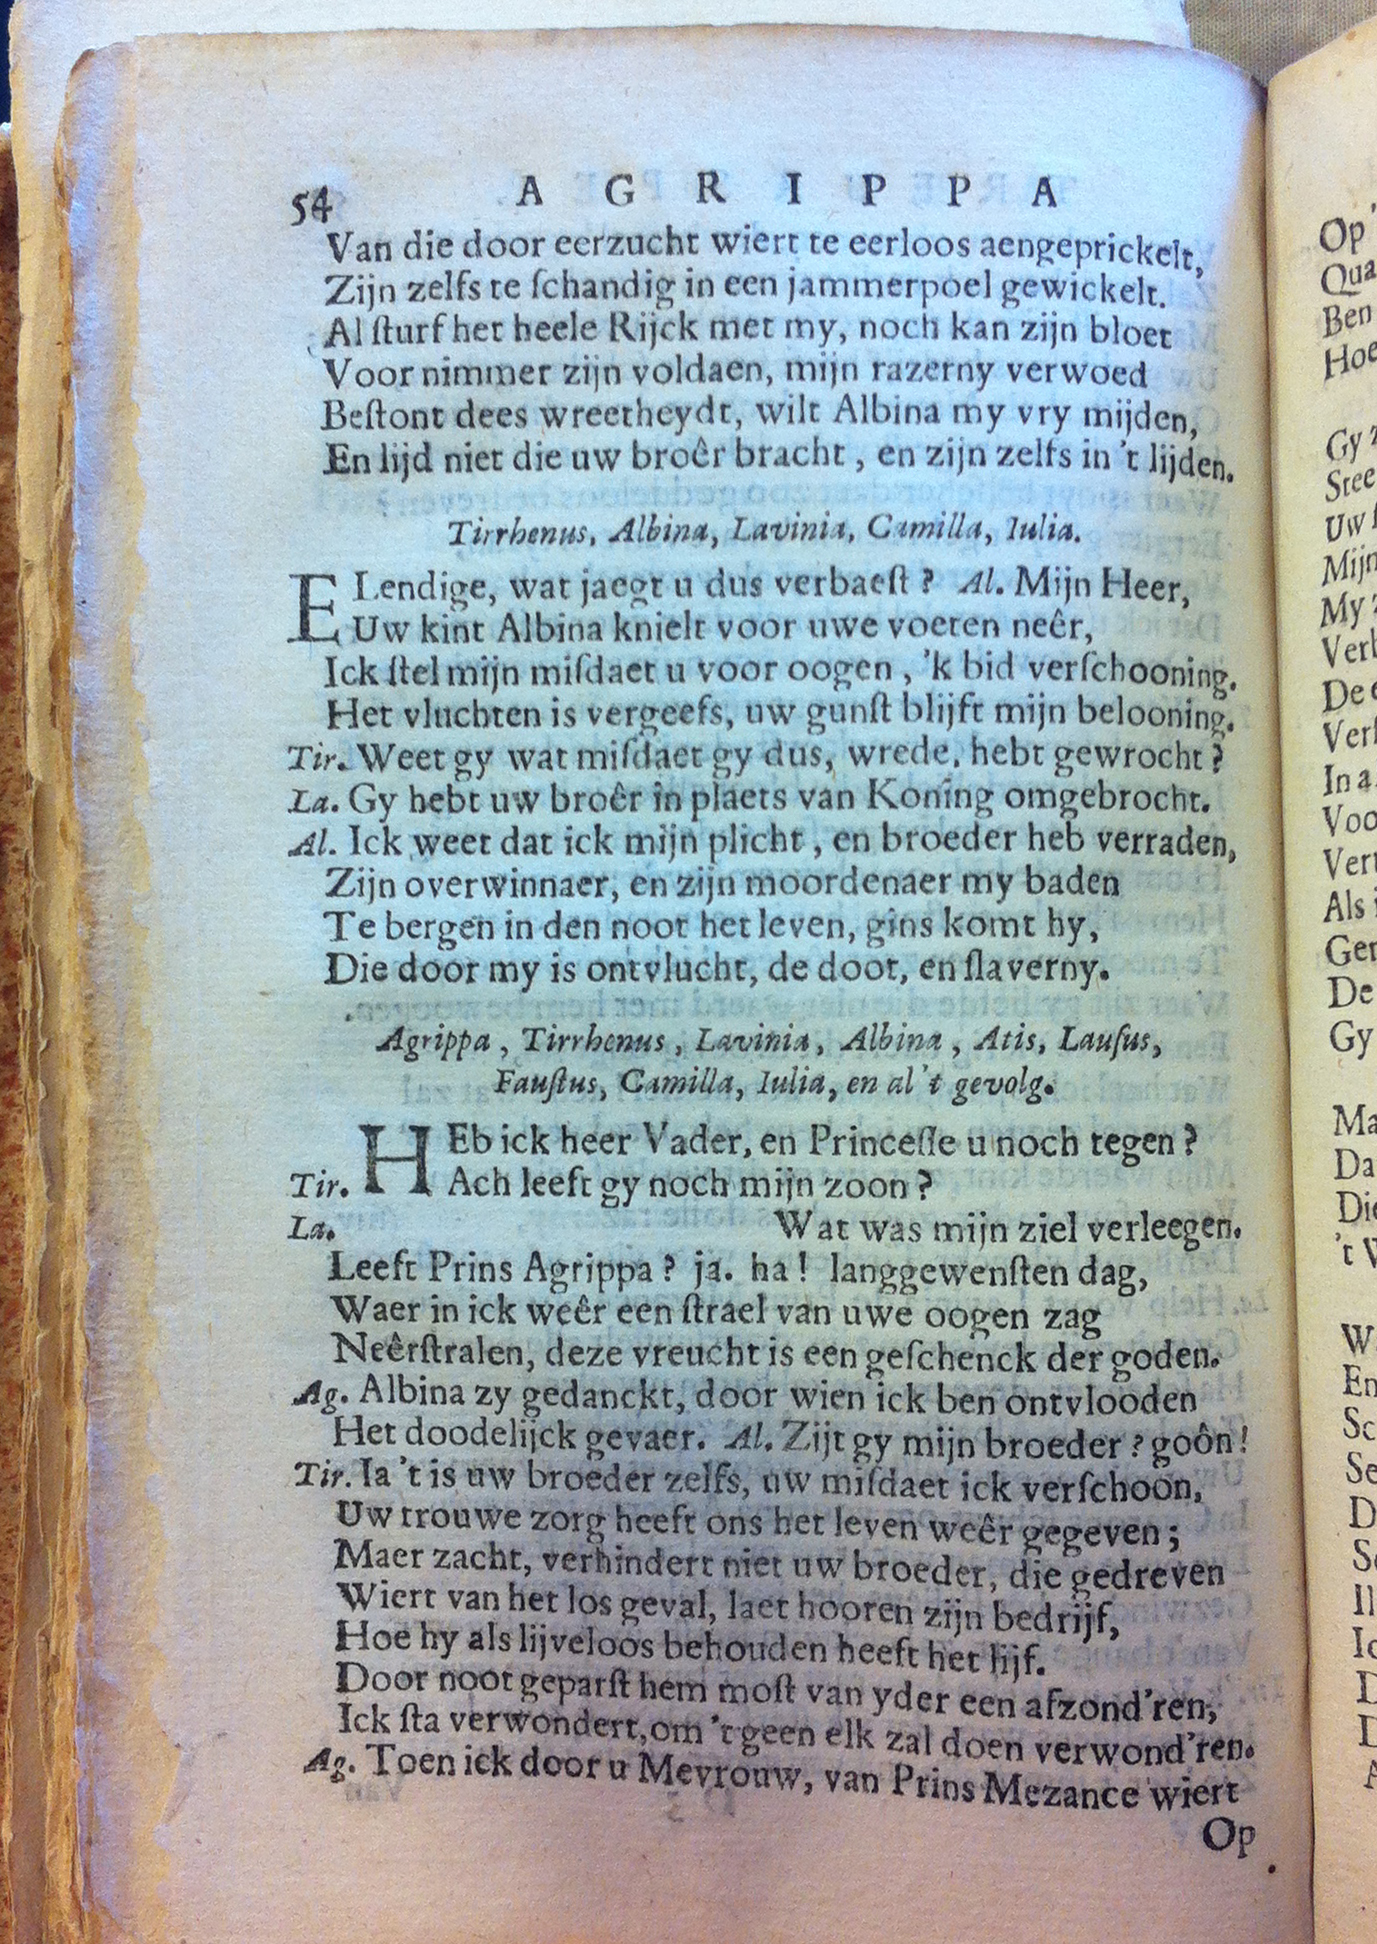 54 A G R I P P A
Van die door eerzucht wiert te eerloos aengeprickelt,
Zijn zelfs te ſchandig in een jammerpoel gewickelt.
Al ſturf het heele Rijck met my, noch kan zijn bloet
Voor nimmer zijn voldaen, mijn razerny verwoed
Beſtont dees wreetheydt, wilt Albina my vry mijden,
En lijd niet die uw broêr bracht, en zijn zelfs in 't lijden.
Tirrhenus, Albina, Lavinia, Camilla, Iulia.
ELendige, wat jaegt u dus verbaeſt? Al. Mijn Heer,
Uw kint Albina knielt voor uwe voeten neêr,
Ick ſtel mijn miſdaet u voor oogen, 'k bid verſchooning.
Het vluchten is vergeefs, uw gunſt blijft mijn belooning.
Tir. Weet gy wat miſdaet gy dus, wrede, hebt gewrocht?
La. Gy hebt uw broêr in plaets van Koning omgebrocht.
Al. Ick weet dat ick mijn plicht, en broeder heb verraden,
Zijn overwinnaer, en zijn moordenaer my baden
Te bergen in den noot het leven, gins komt hy,
Die door my is ontvlucht, de doot, en ſlaverny.
Agrippa, Tirrhenus, Lavinia, Albina, Atis, Lauſus,
Fauſtus, Camilla, Iulia, en al 't gevolg.
HEb ick heer Vader, en Princeſſe u noch tegen?
Tir. Ach leeft gy noch mijn zoon?
La. Wat was mijn ziel verleegen.
Leeft Prins Agrippa? ja. ha! langgewenſten dag,
Waer in ick weêr een ſtrael van uwe oogen zag
Neêrſtralen, deze vreucht is een geſchenck der goden.
Ag. Albina zy gedanckt, door wien ick ben ontvlooden
Het doodelijck gevaer. Al. Zijt gy mijn broeder? goôn!
Tir. Ia 't is uw broeder zelfs, uw miſdaet ick verſchoon,
Uw trouwe zorg heeft ons het leven weêr gegeven;
Maer zacht, verhindert niet uw broeder, die gedreven
Wiert van het los geval, laet hooren zijn bedrijf,
Hoe hy als lijveloos behouden heeft het lijf.
Door noot geparſt hem moſt van yder een afzond'ren,
Ick ſta verwondert, om 't geen elk zal doen verwond'ren.
Ag. Toen ick door u Mevrouw, van Prins Mezance wiert
Op
Op
Ben
Gy
Uw
Mijn
My
De
In
Als
De
Gy
Ma
Da
't
En